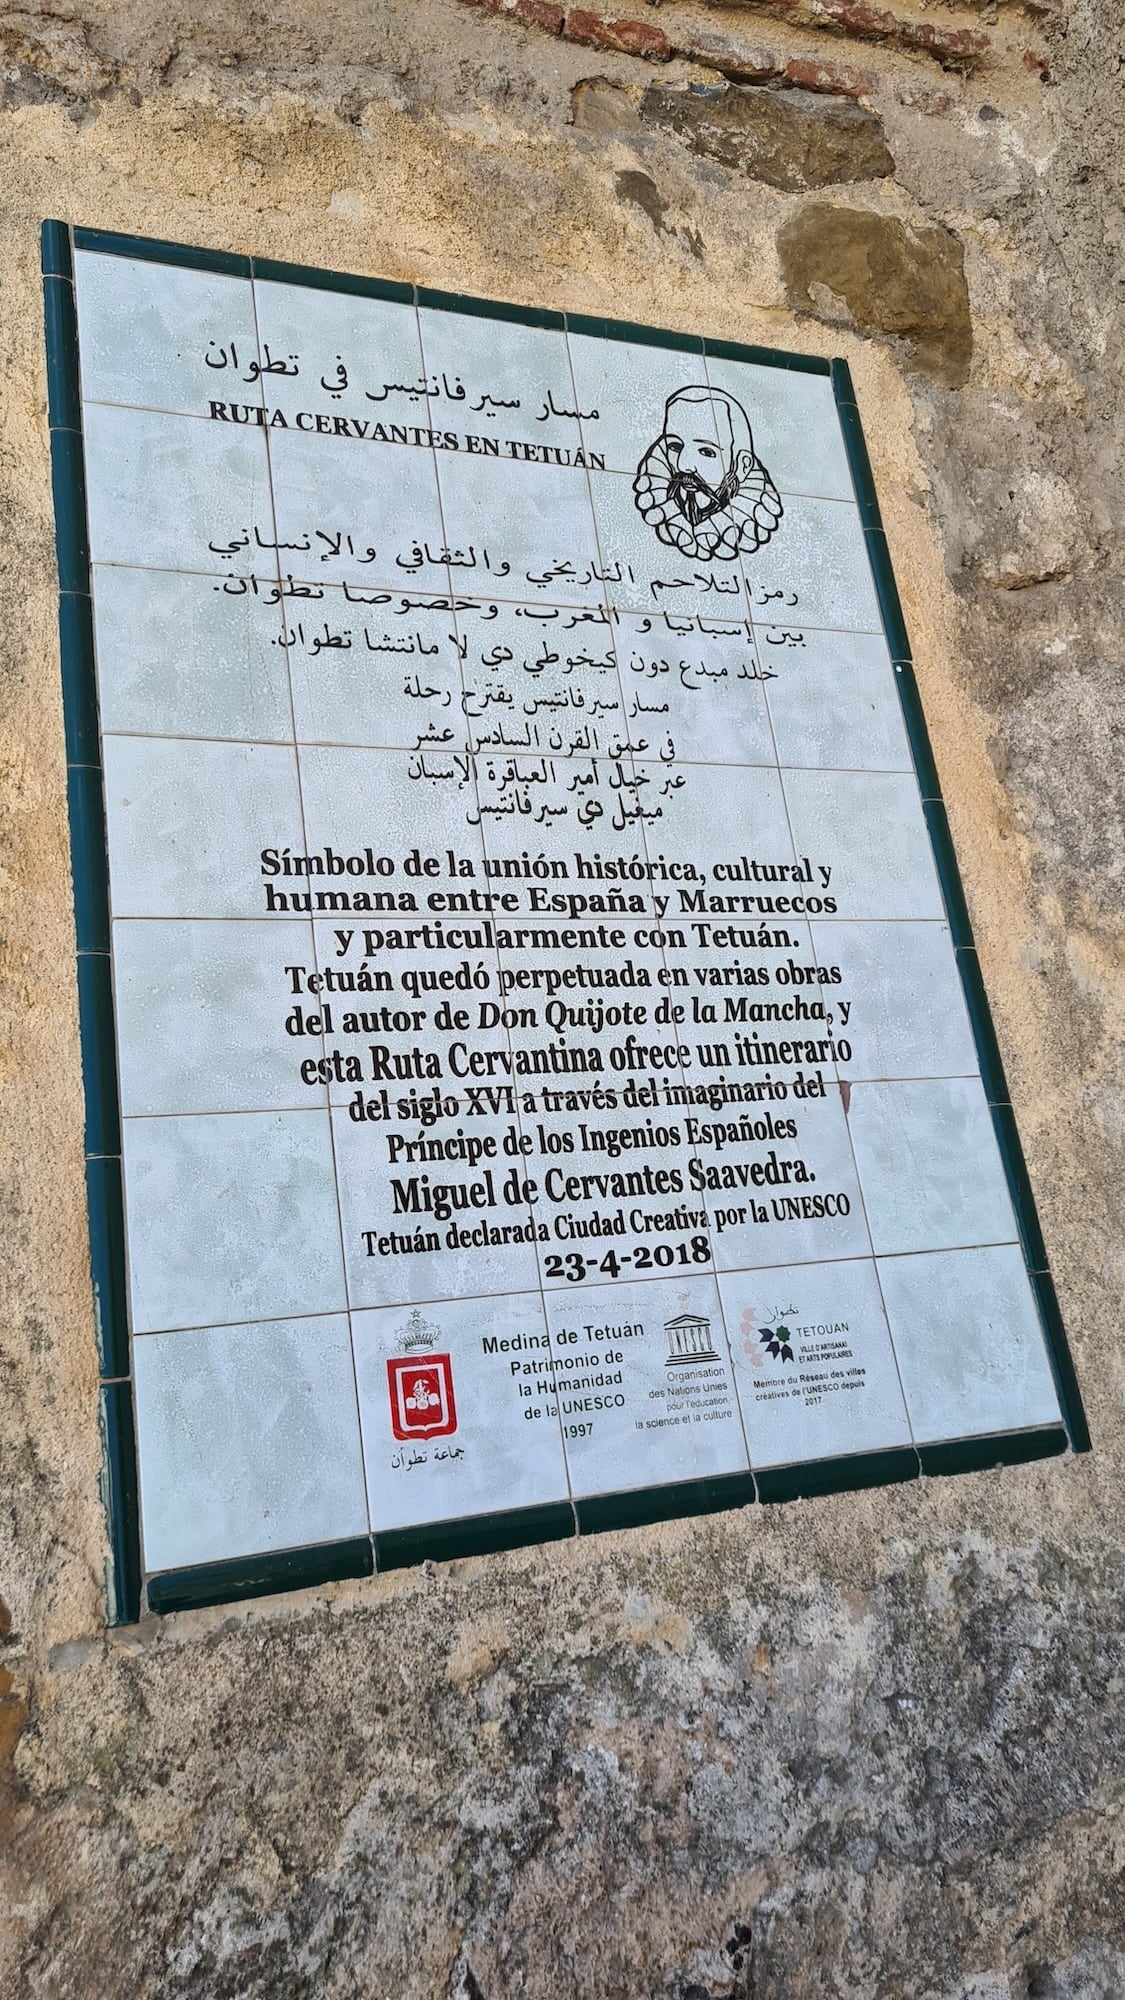 مسار سيرفانتيس في تطوان
RUTA CERVANTES EN TETUÁN
رمز التلاحم التاريخي والثقافي والإنساني
بين إسبانيا و المغرب، وخصوصا تطوان.
خلد مبدع دون كيخوطي دي لا مانتشا تطوان.
مسار سيرفانتيس يقترح رحلة
في عمق القرن السادس عشر
عبر خيال أمير العباقرة الإسبان
ميغيل دي سيرفانتيس
Símbolo de la unión histórica, cultural y
humana entre España y Marruecos
y particularmente con Tetuán.
Tetuán quedó perpetuada en varias obras
del autor de Don Quijote de la Mancha, y
esta Ruta Cervantina ofrece un itinerario
del siglo XVI a través del imaginario del
Príncipe de los Ingenios Españoles
Miguel de Cervantes Saavedra.
Tetuán declarada Ciudad Creativa por la UNESCO
23-4-2018
جماعة تطوان
Medina de Tetuán
Patrimonio de
la Humanidad
de la UNESCO
1997
Organisation
des Nations Unies
pour l'éducation,
la science et la culture
تطوان
TETOUAN
VILLE D'ARTISANAT
ET ARTS POPULAIRES
Membre du Réseau des villes
créatives de l'UNESCO depuis
2017